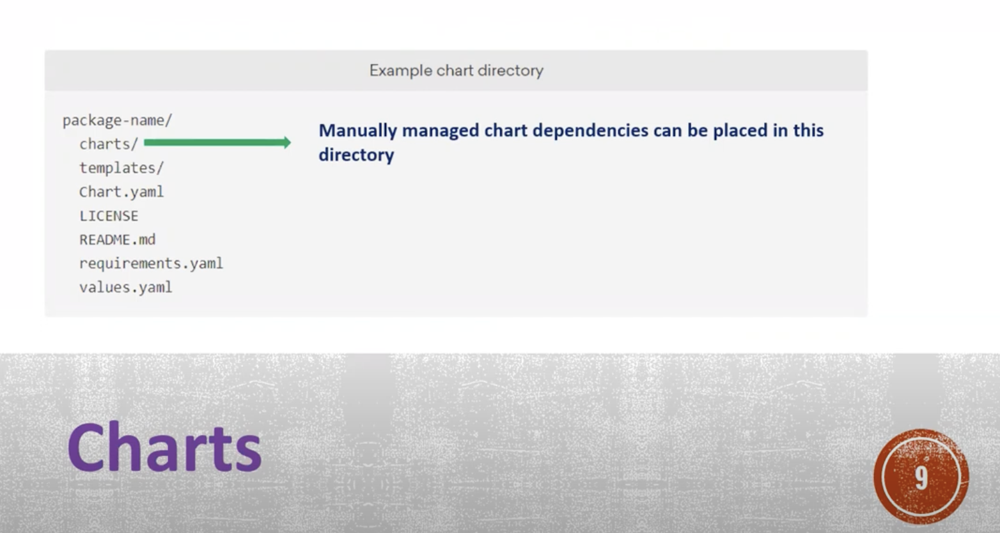 Example chart directory
package-name/
charts/
Manually managed chart dependencies can be placed in this
directory
templates/
Chart.yaml
LICENSE
README.md
requirements.yaml
values.yaml
Charts
9